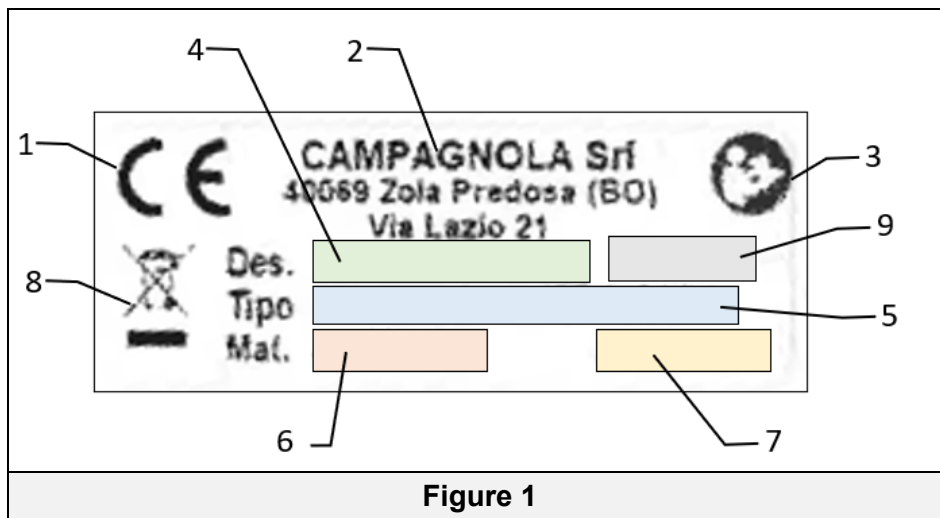 4
2
1
CE
CAMPAGNOLA Srl
3
40069 Zola Predosa (BO)
Via Lazio 21
9
8
Des.
Tipo
5
Mat.
6
7
Figure 1